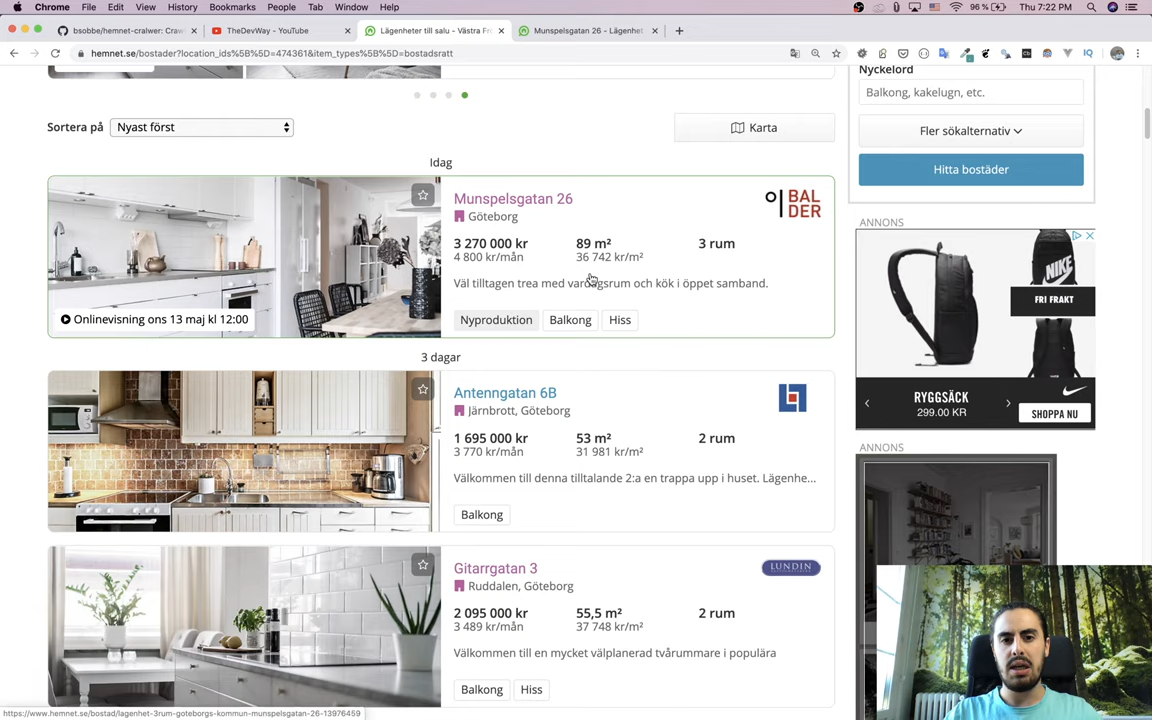 Chrome File Edit View History Bookmarks People Tab Window Help
96 % Thu 7:22 PM
bsobbe/hemnet-cralwer: Craw
TheDevWay - YouTube
Lägenheter till salu - Västra Fr
Munspelsgatan 26 - Lägenhet
hemnet.se/bostader?location_ids%5B%5D=474361&item_types%5B%5D=bostadsratt
Sortera på Nyast först
Karta
Idag
Munspelsgatan 26
BAL
DER
Göteborg
3 270 000 kr 89 m² 3 rum
4 800 kr/mån 36 742 kr/m²
Väl tilltagen trea med vardagsrum och kök i öppet samband.
Onlinevisning ons 13 maj kl 12:00
Nyproduktion Balkong Hiss
3 dagar
Antenngatan 6B
Järnbrott, Göteborg
1 695 000 kr 53 m² 2 rum
3 770 kr/mån 31 981 kr/m²
Välkommen till denna tilltalande 2:a en trappa upp i huset. Lägenhe...
Balkong
Gitarrgatan 3
LUNDIN
Ruddalen, Göteborg
2 095 000 kr 55,5 m² 2 rum
3 489 kr/mån 37 748 kr/m²
Välkommen till en mycket välplanerad tvårummare i populära
Balkong Hiss
Nyckelord
Balkong, kakelugn, etc.
Fler sökalternativ
Hitta bostäder
ANNONS
NIKE
FRI FRAKT
RYGGSÄCK
299.00 KR
SHOPPA NU
ANNONS
https://www.hemnet.se/bostad/lagenhet-3rum-goteborgs-kommun-munspelsgatan-26-13976459